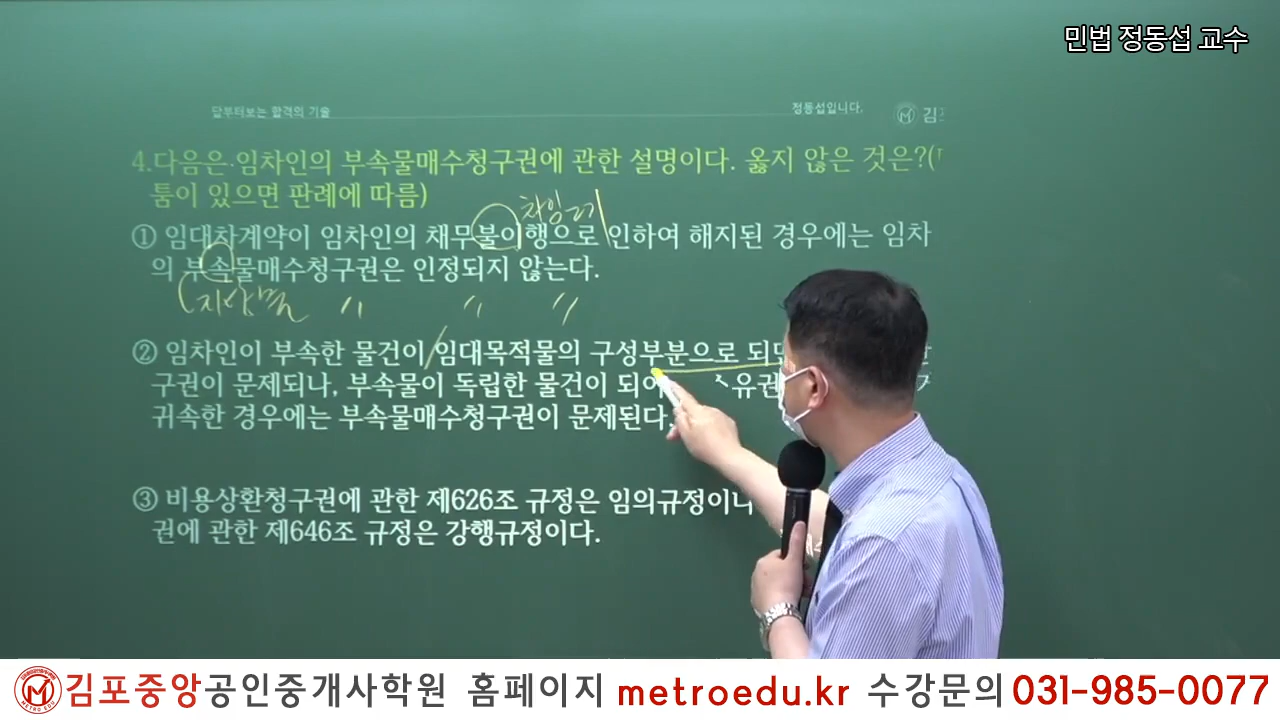 민법 정동섭 교수
답부터보는 합격의 기술
정동섭입니다.
김
4.다음은 임차인의 부속물매수청구권에 관한 설명이다. 옳지 않은 것은?(
툼이 있으면 판례에 따름)
차임
① 임대차계약이 임차인의 채무불이행으로 인하여 해지된 경우에는 임차
의 부속물매수청구권은 인정되지 않는다.
지상물 〃 〃 〃
② 임차인이 부속한 물건이 임대목적물의 구성부분으로 되
구권이 문제되나, 부속물이 독립한 물건이 되어 유권
귀속한 경우에는 부속물매수청구권이 문제된다.
③ 비용상환청구권에 관한 제626조 규정은 임의규정이나
권에 관한 제646조 규정은 강행규정이다.
METRO EDU
김포중앙공인중개사학원 홈페이지 metroedu.kr 수강문의 031-985-0077